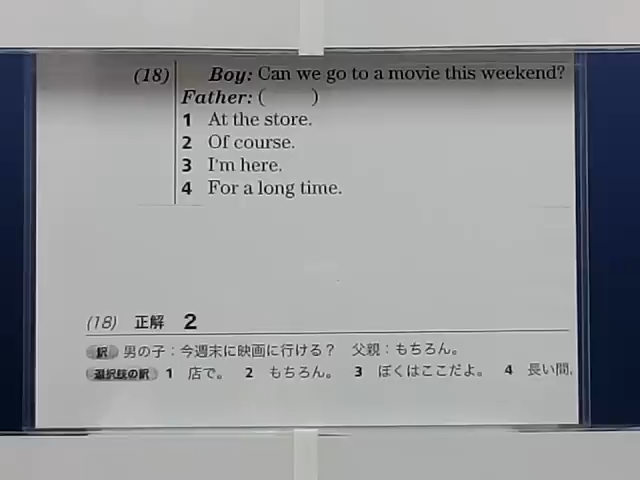 (18) Boy: Can we go to a movie this weekend?
Father: (　　)
1 At the store.
2 Of course.
3 I'm here.
4 For a long time.
(18) 正解 2
訳 男の子：今週末に映画に行ける？ 父親：もちろん。
選択肢の訳 1 店で。 2 もちろん。 3 ぼくはここだよ。 4 長い間。